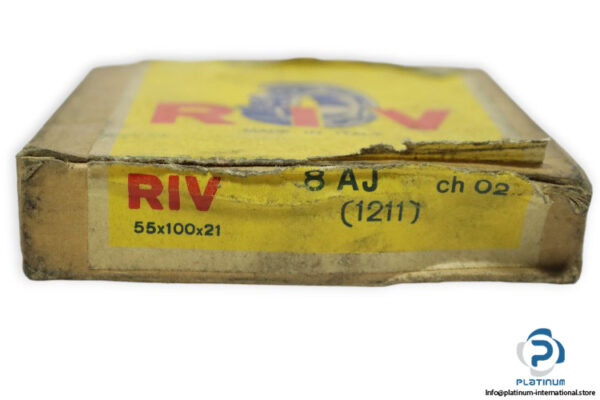 RIV
MADE IN ITALY
RIV 8 AJ ch 02
(1211)
55x100x21
PLATINUM
Info@platinum-international.store